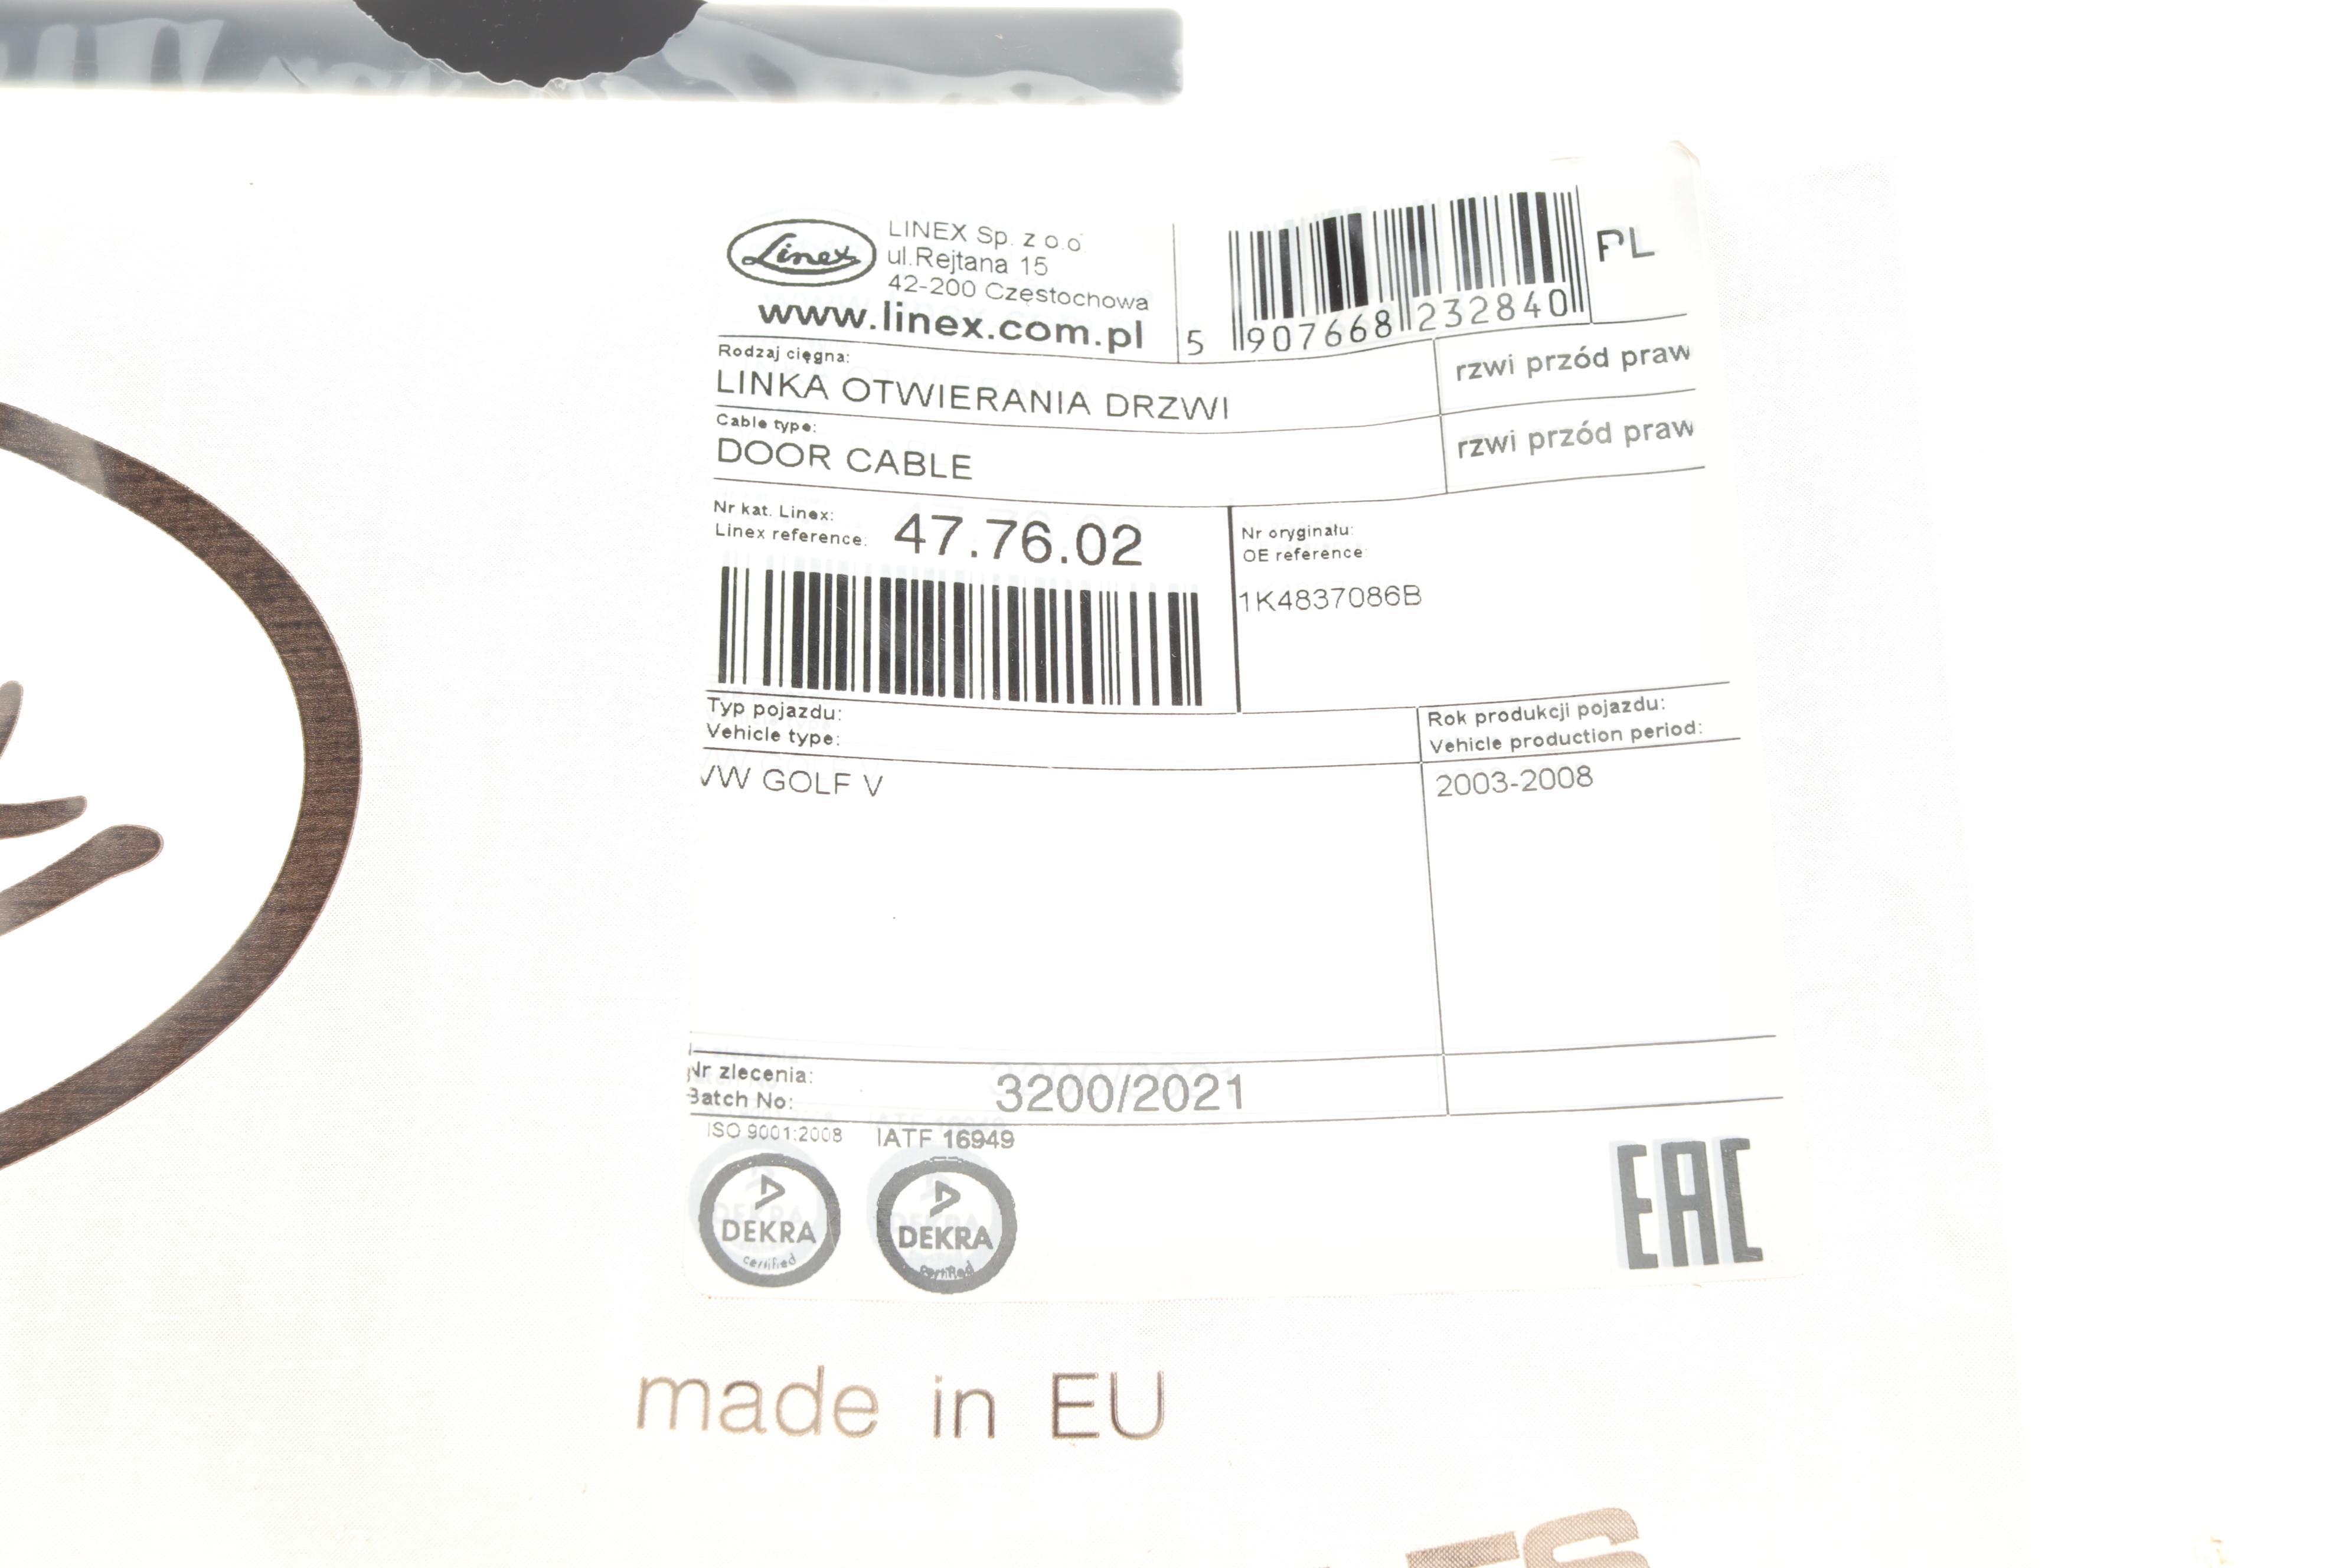 Linex
LINEX Sp. z o.o
ul.Rejtana 15
42-200 Częstochowa
www.linex.com.pl
5 907668 232840
PL
Rodzaj cięgna:
LINKA OTWIERANIA DRZWI
rzwi przód praw
Cable type:
DOOR CABLE
rzwi przód praw
Nr kat. Linex:
Linex reference: 47.76.02
Nr oryginału:
OE reference
1K4837086B
Typ pojazdu:
Vehicle type:
Rok produkcji pojazdu:
Vehicle production period:
VW GOLF V
2003-2008
Nr zlecenia:
Batch No:
3200/2021
ISO 9001:2008 IATF 16949
DEKRA
certified
DEKRA
certified
EAC
made in EU